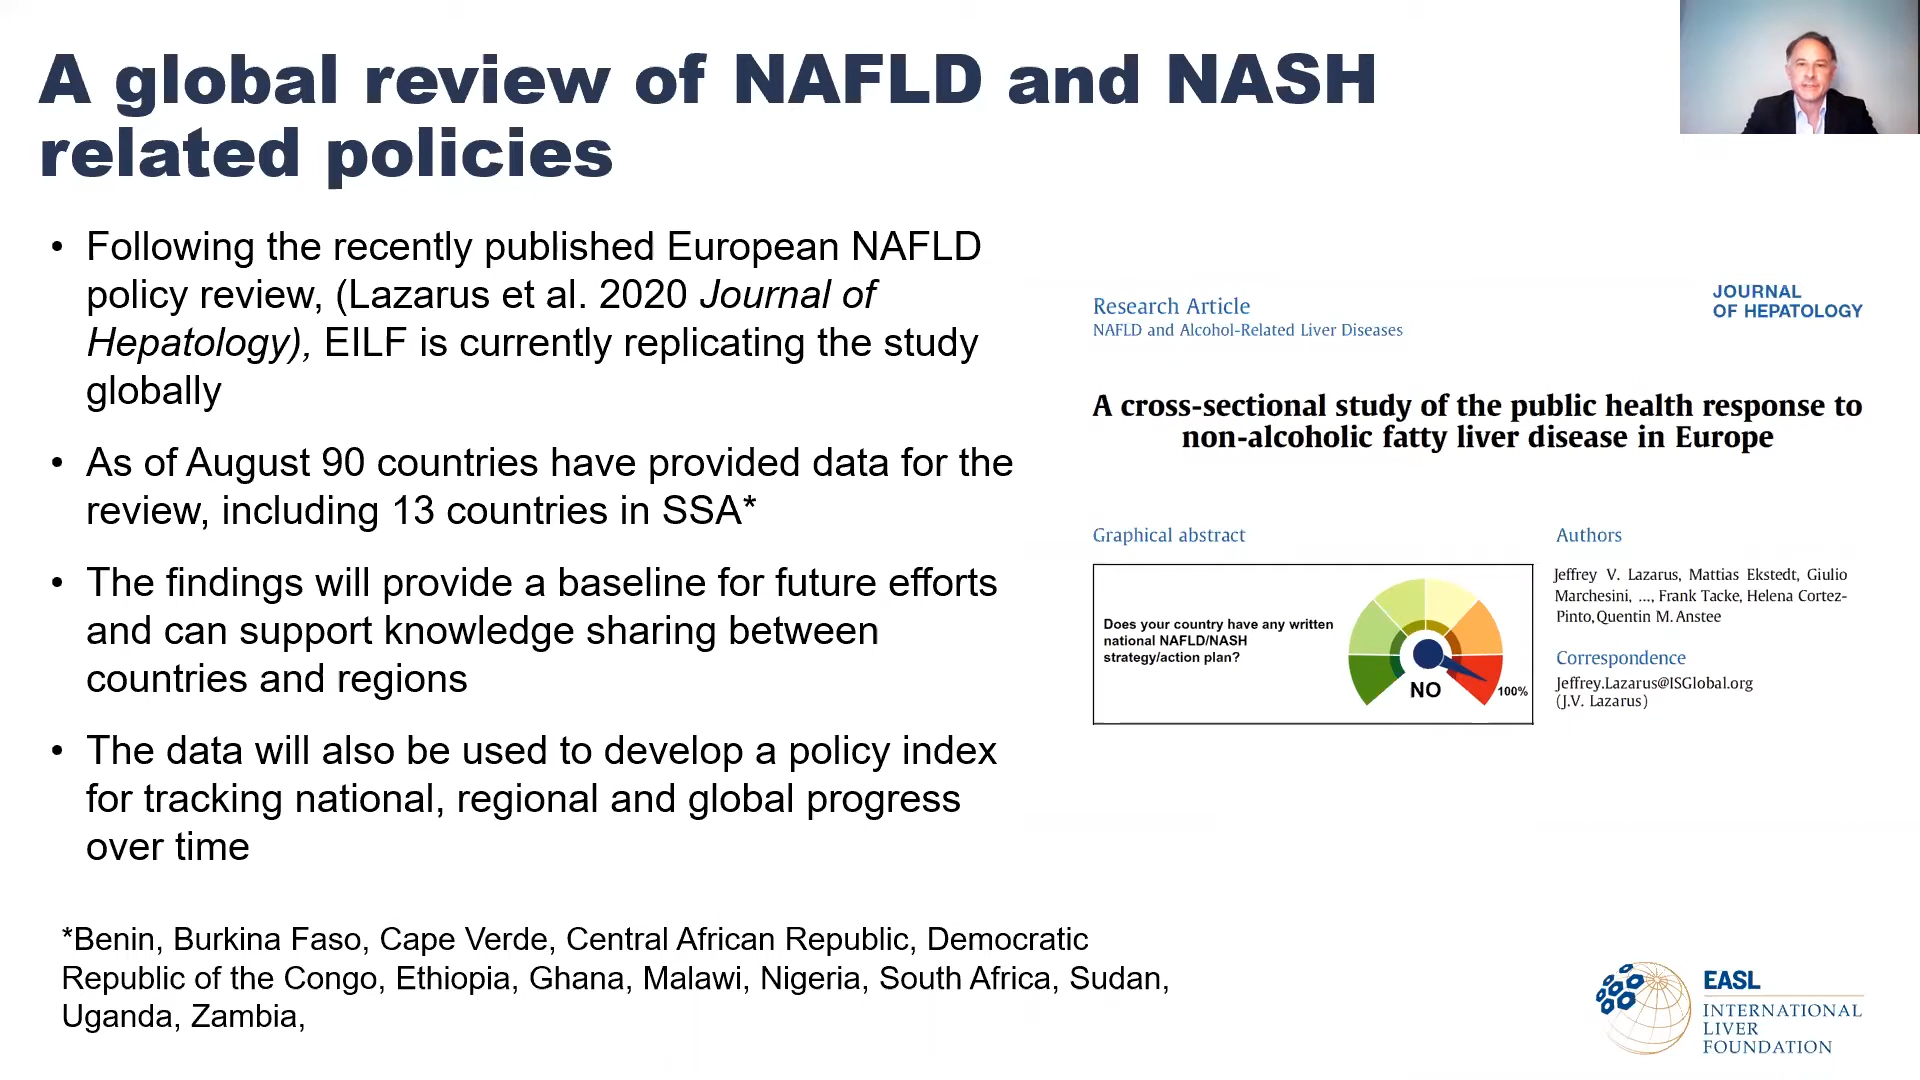 A global review of NAFLD and NASH
related policies
• Following the recently published European NAFLD
policy review, (Lazarus et al. 2020 Journal of
Hepatology), EILF is currently replicating the study
globally
• As of August 90 countries have provided data for the
review, including 13 countries in SSA*
• The findings will provide a baseline for future efforts
and can support knowledge sharing between
countries and regions
• The data will also be used to develop a policy index
for tracking national, regional and global progress
over time
*Benin, Burkina Faso, Cape Verde, Central African Republic, Democratic
Republic of the Congo, Ethiopia, Ghana, Malawi, Nigeria, South Africa, Sudan,
Uganda, Zambia,
Research Article
NAFLD and Alcohol-Related Liver Diseases
JOURNAL
OF HEPATOLOGY
A cross-sectional study of the public health response to
non-alcoholic fatty liver disease in Europe
Graphical abstract
Does your country have any written
national NAFLD/NASH
strategy/action plan?
NO
100%
Authors
Jeffrey V. Lazarus, Mattias Ekstedt, Giulio
Marchesini, ..., Frank Tacke, Helena Cortez-
Pinto, Quentin M. Anstee
Correspondence
Jeffrey.Lazarus@ISGlobal.org
(J.V. Lazarus)
EASL
INTERNATIONAL
LIVER
FOUNDATION